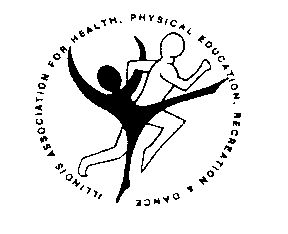 ILLINOIS ASSOCIATION FOR HEALTH, PHYSICAL EDUCATION, RECREATION & DANCE